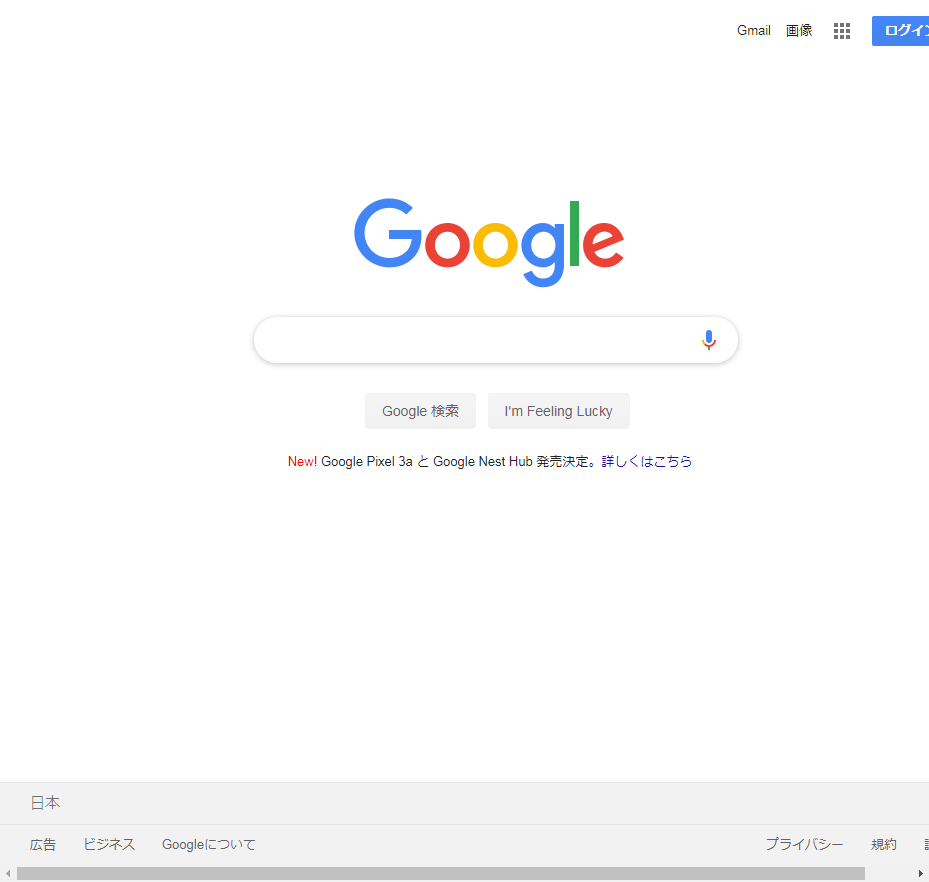 Gmail 画像 ログイン
Google
Google 検索 I'm Feeling Lucky
New! Google Pixel 3a と Google Nest Hub 発売決定。詳しくはこちら
日本
広告 ビジネス Googleについて プライバシー 規約